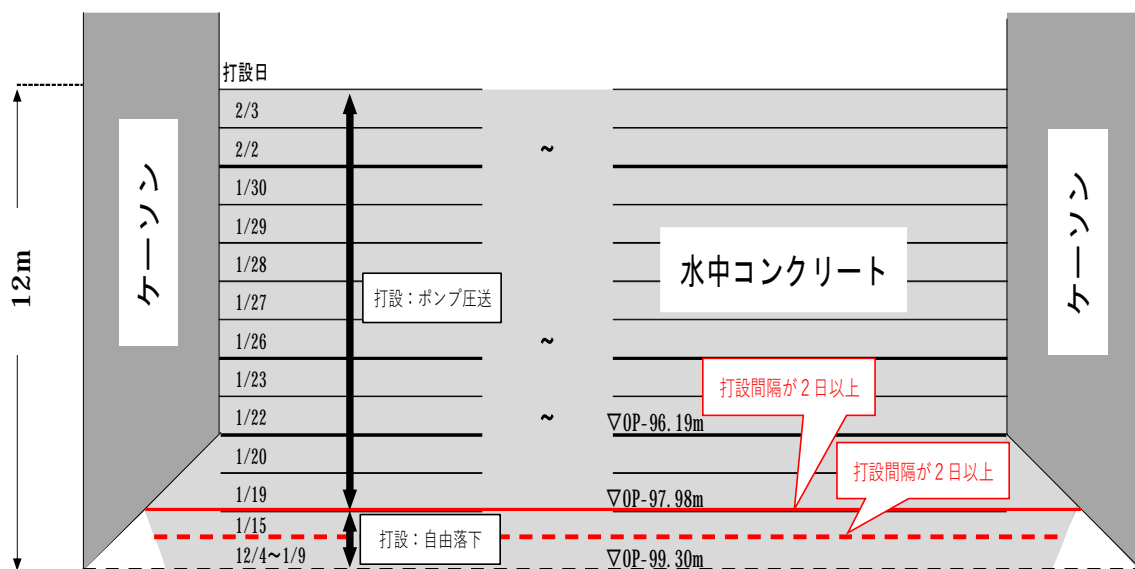 打設日
2/3
2/2
~
1/30
1/29
1/28
1/27
1/26
~
1/23
1/22
~
1/20
1/19
1/15
12/4~1/9
ケーソン
12m
打設：ポンプ圧送
打設：自由落下
水中コンクリート
打設間隔が２日以上
▽OP-96.19m
打設間隔が２日以上
▽OP-97.98m
▽OP-99.30m
ケーソン